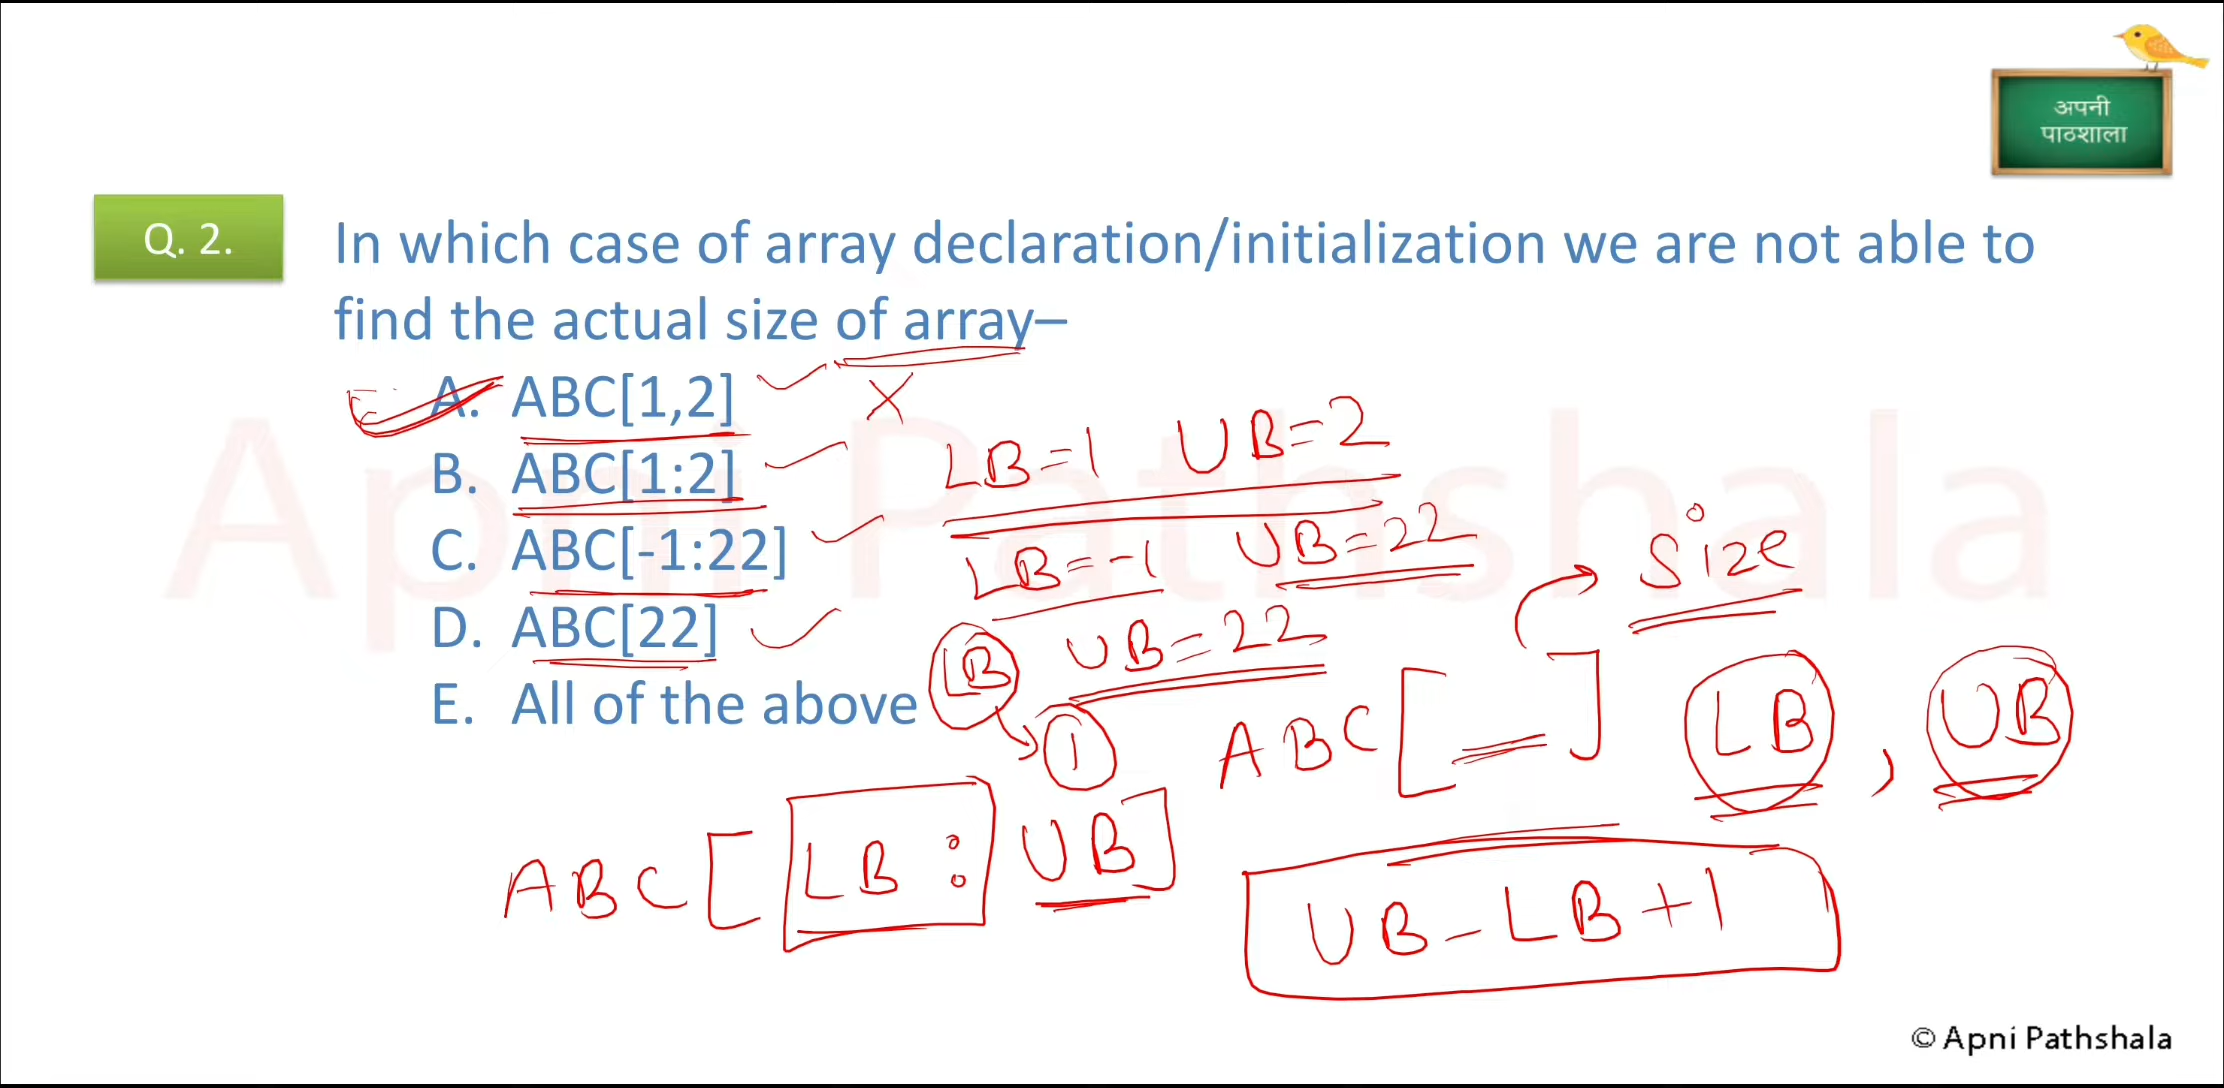 अपनी
पाठशाला
Q. 2.
In which case of array declaration/initialization we are not able to
find the actual size of array–
A. ABC[1,2]
X
LB=1 UB=2
B. ABC[1:2]
C. ABC[-1:22]
LB=-1 UB=22
Size
D. ABC[22]
LB UB=22
E. All of the above
1
ABC[ ]
LB , UB
ABC[LB : UB]
UB-LB+1
Apni Pathshala
© Apni Pathshala